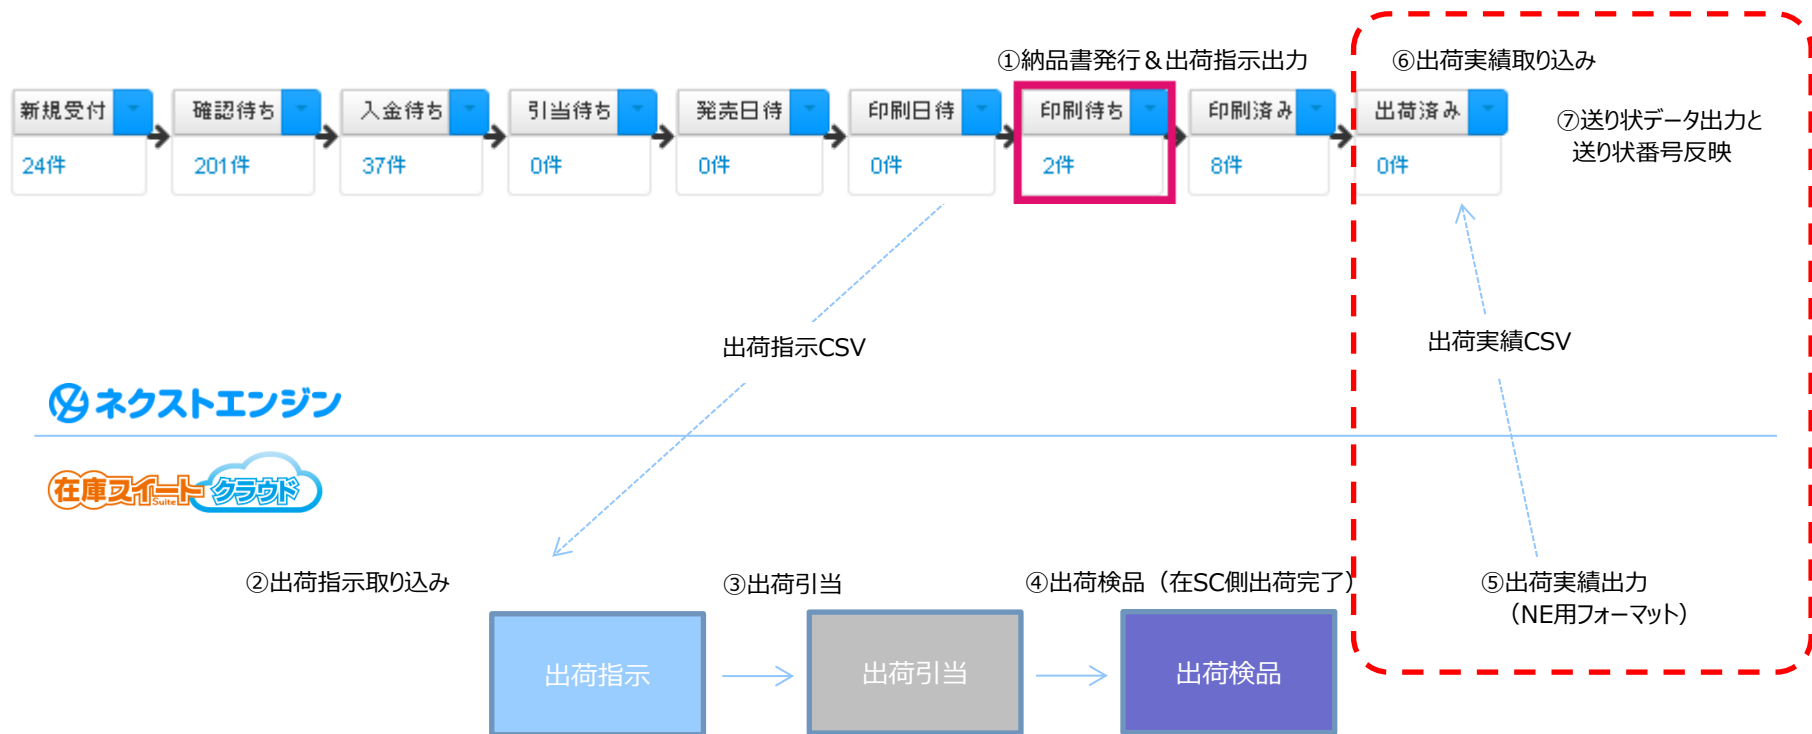 ①納品書発行＆出荷指示出力
⑥出荷実績取り込み
新規受付
確認待ち
入金待ち
引当待ち
発売日待
印刷日待
印刷待ち
印刷済み
出荷済み
⑦送り状データ出力と
送り状番号反映
24件
201件
37件
0件
0件
0件
2件
8件
0件
出荷指示CSV
出荷実績CSV
ネクストエンジン
在庫スイート クラウド
Suite
②出荷指示取り込み
③出荷引当
④出荷検品（在SC側出荷完了）
⑤出荷実績出力
（NE用フォーマット）
出荷指示
出荷引当
出荷検品